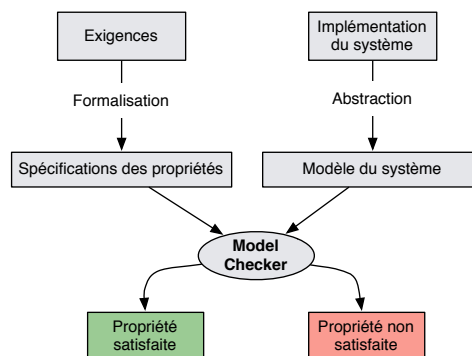 Exigences
Implémentation
du système
Formalisation
Abstraction
Spécifications des propriétés
Modèle du système
Model
Checker
Propriété
satisfaite
Propriété non
satisfaite